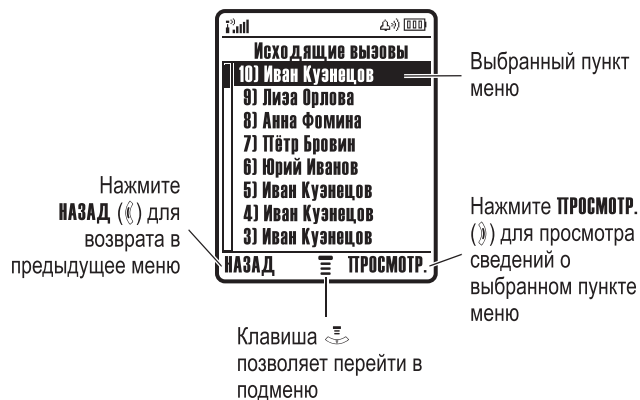 Исходящие вызовы
10) Иван Кузнецов
9) Лиза Орлова
8) Анна Фомина
7) Пётр Бровин
6) Юрий Иванов
5) Иван Кузнецов
4) Иван Кузнецов
3) Иван Кузнецов
НАЗАД ПРОСМОТР.
Выбранный пункт
меню
Нажмите
НАЗАД () для
возврата в
предыдущее меню
Нажмите ПРОСМОТР.
() для просмотра
сведений о
выбранном пункте
меню
Клавиша
позволяет перейти в
подменю